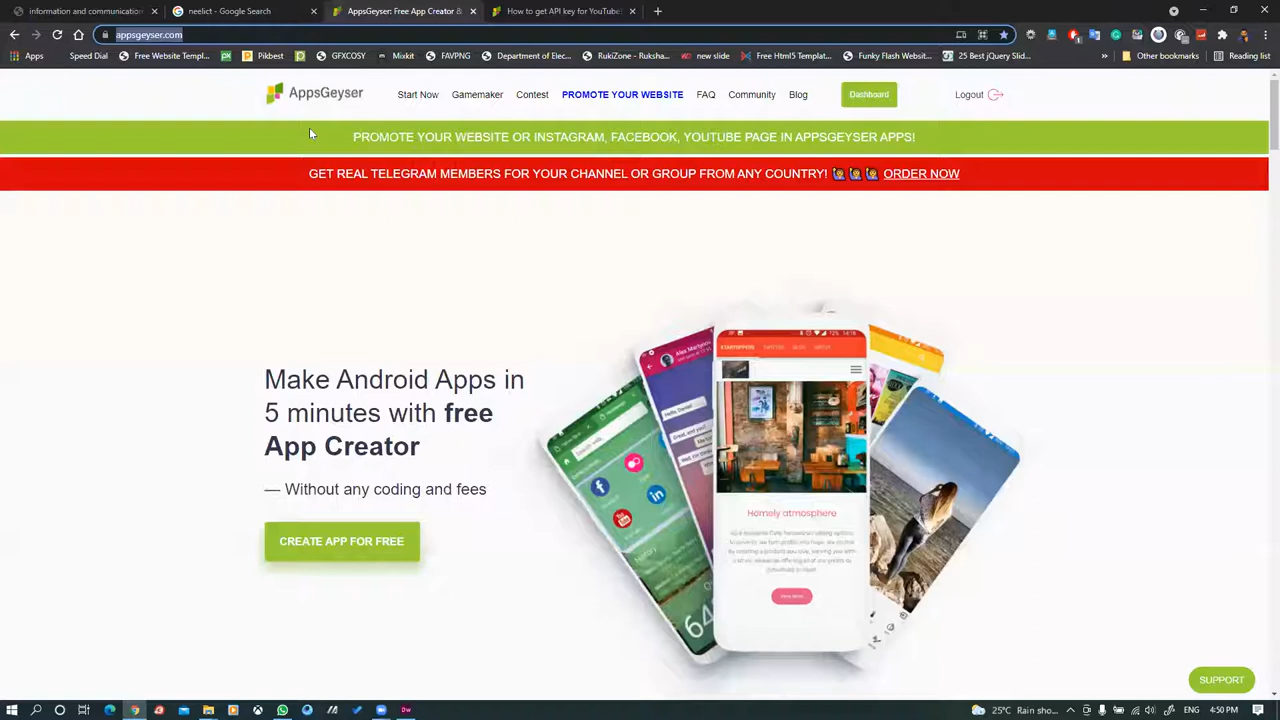 information and communication
neelict - Google Search
AppsGeyser: Free App Creator &
How to get API key for YouTube
appsgeyser.com
Apps
Speed Dial
Free Website Templ...
Pikbest
GFXCOSY
Mixkit
FAVPNG
Department of Elec...
RukiZone - Ruksha...
new slide
Free Html5 Templat...
Funky Flash Website...
25 Best jQuery Slid...
Other bookmarks
Reading list
AppsGeyser
Start Now
Gamemaker
Contest
PROMOTE YOUR WEBSITE
FAQ
Community
Blog
Dashboard
Logout
PROMOTE YOUR WEBSITE OR INSTAGRAM, FACEBOOK, YOUTUBE PAGE IN APPSGEYSER APPS!
GET REAL TELEGRAM MEMBERS FOR YOUR CHANNEL OR GROUP FROM ANY COUNTRY! 🙋🙋🙋 ORDER NOW
Make Android Apps in
5 minutes with free
App Creator
— Without any coding and fees
CREATE APP FOR FREE
Homely atmosphere
SUPPORT
25°C Rain sho...
ENG
4:50 PM